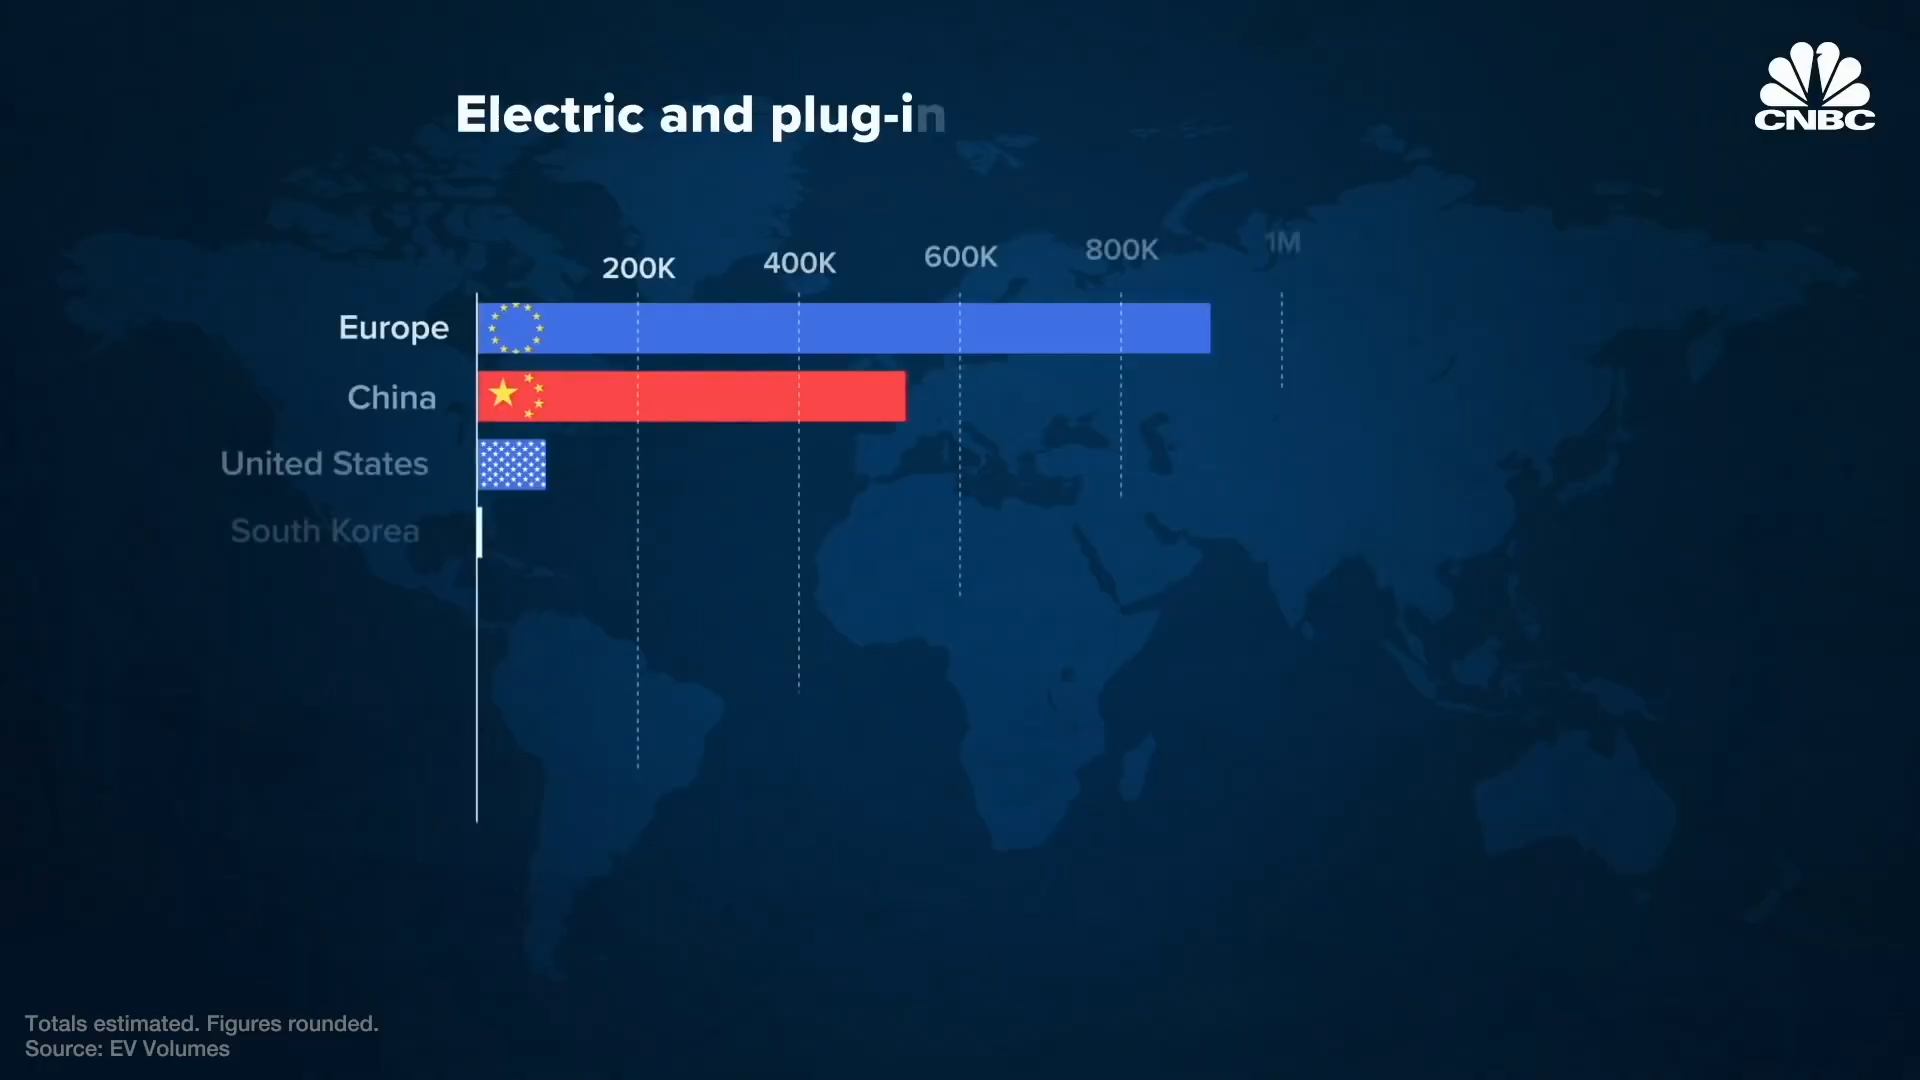 CNBC
Electric and plug-in
200K 400K 600K 800K 1M
Europe
China
United States
South Korea
Totals estimated. Figures rounded.
Source: EV Volumes